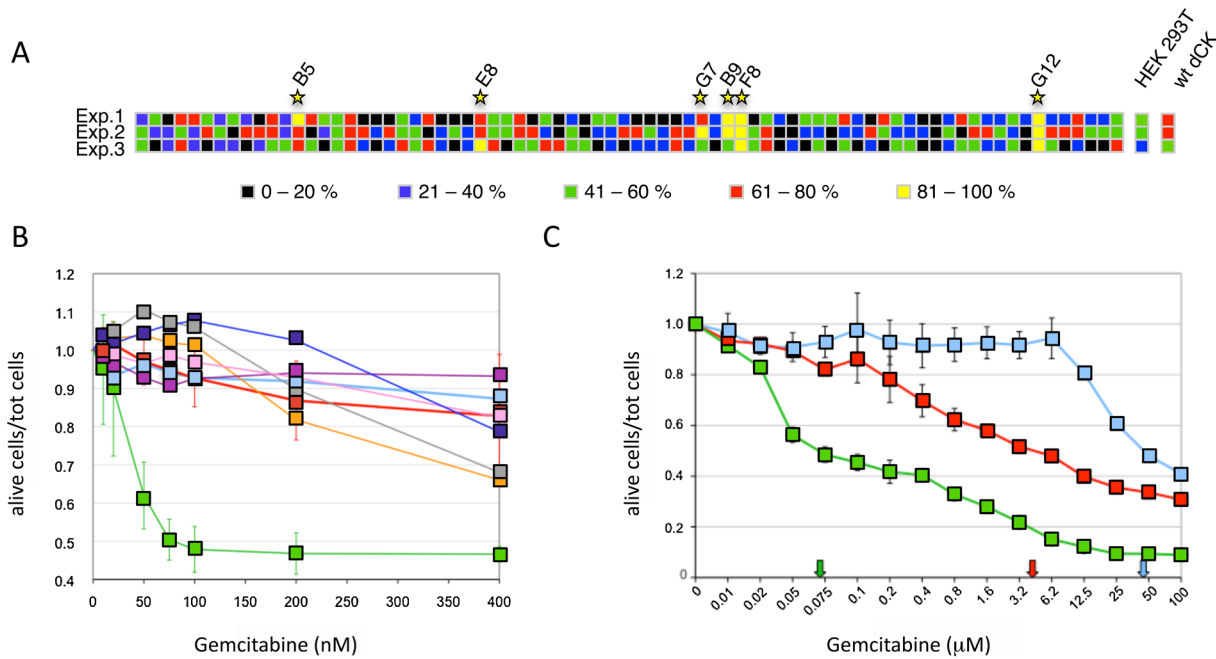 A
B5
E8
G7
B9
F8
G12
HEK 293T
wt dCK
Exp.1
Exp.2
Exp.3
0 – 20 %
21 – 40 %
41 – 60 %
61 – 80 %
81 – 100 %
B
alive cells/tot cells
1.2
1.1
1.0
0.9
0.8
0.7
0.6
0.5
0.4
0
50
100
150
200
250
300
350
400
Gemcitabine (nM)
C
alive cells/tot cells
1.2
1.0
0.8
0.6
0.4
0.2
0
0
0.01
0.02
0.05
0.075
0.1
0.2
0.4
0.8
1.6
3.2
6.2
12.5
25
50
100
Gemcitabine (μM)